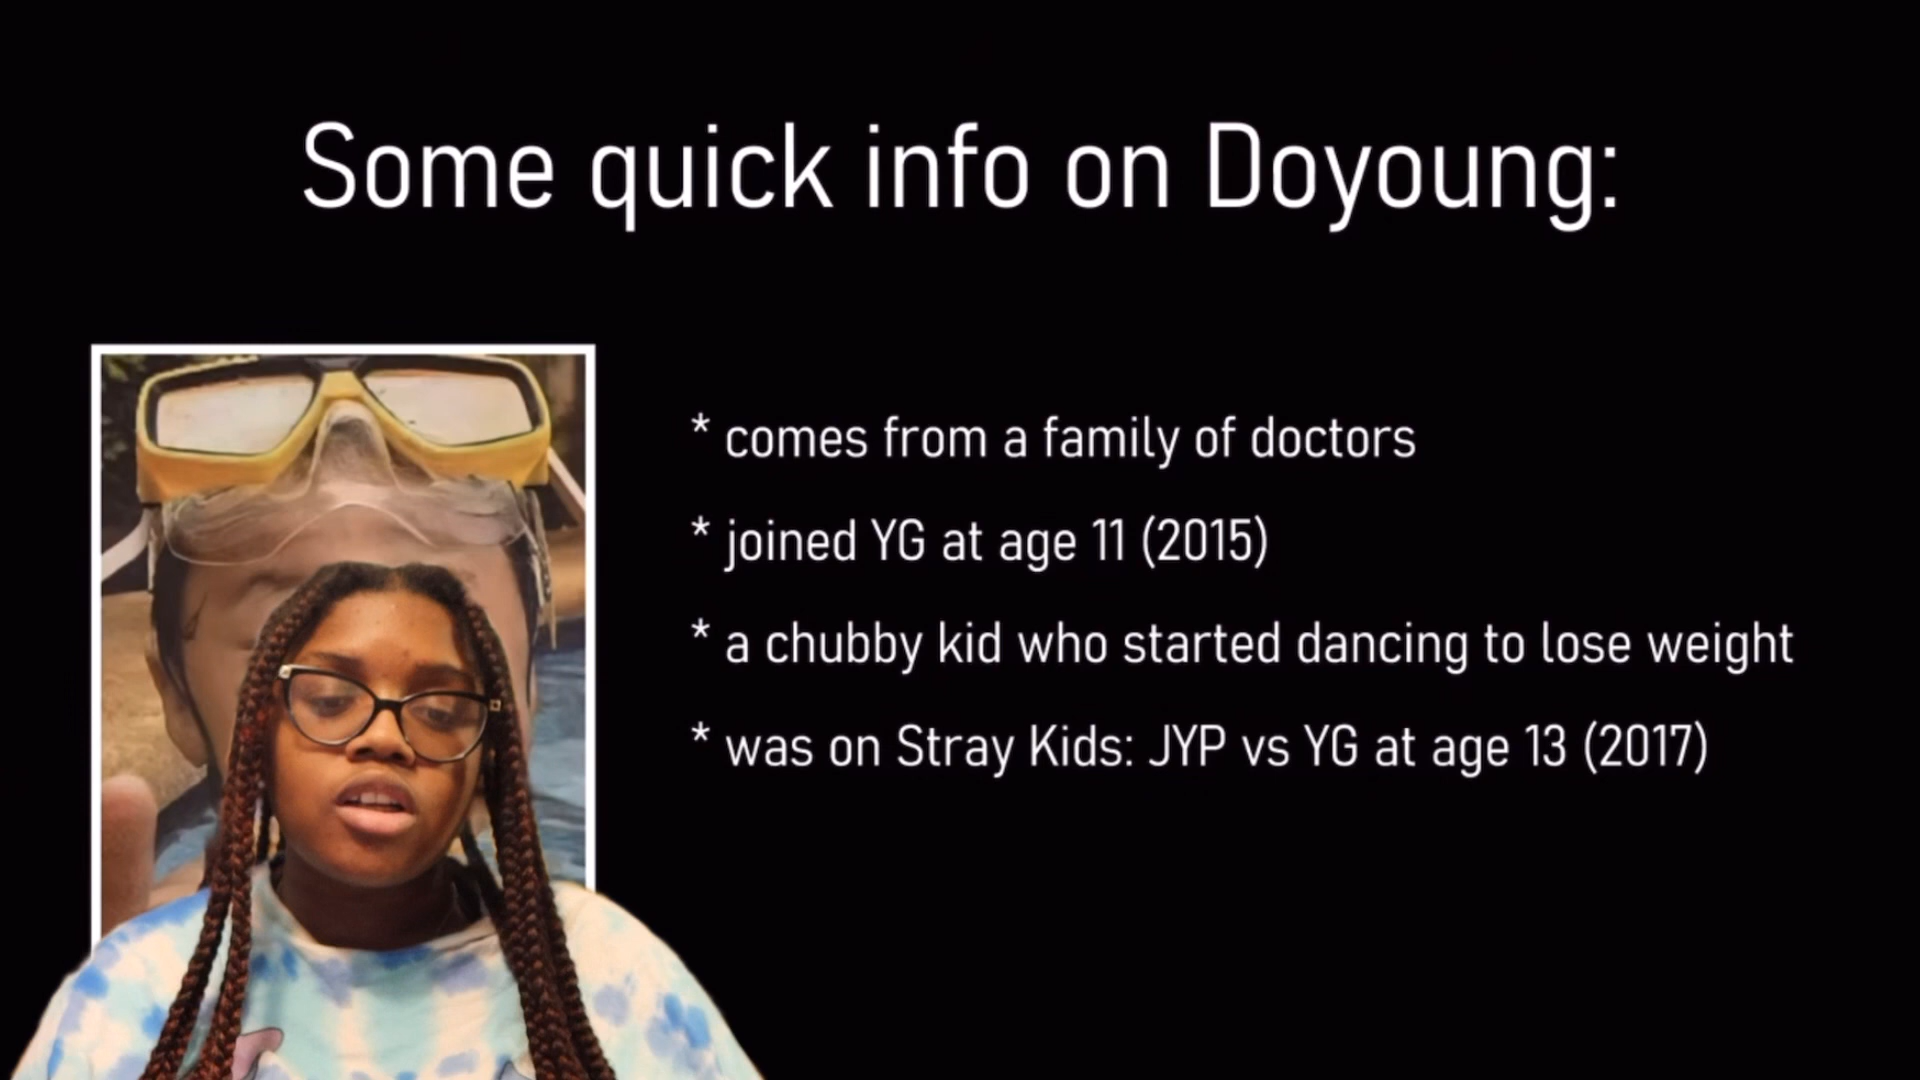 Some quick info on Doyoung:
* comes from a family of doctors
* joined YG at age 11 (2015)
* a chubby kid who started dancing to lose weight
* was on Stray Kids: JYP vs YG at age 13 (2017)